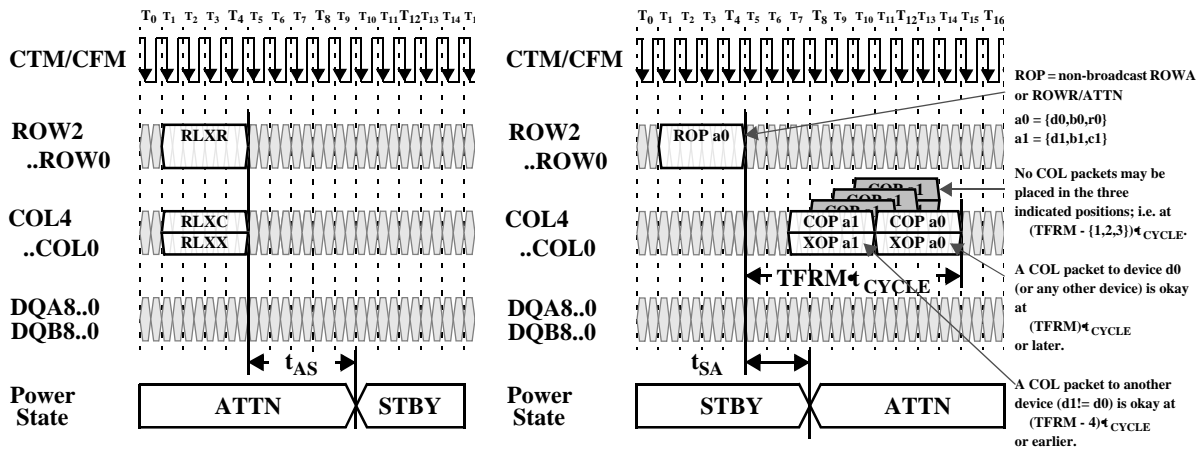 T0 T1 T2 T3 T4 T5 T6 T7 T8 T9 T10 T11 T12 T13 T14 T1
CTM/CFM
ROW2
..ROW0
RLXR
COL4
..COL0
RLXC
RLXX
DQA8..0
DQB8..0
tAS
Power
State
ATTN
STBY
T0 T1 T2 T3 T4 T5 T6 T7 T8 T9 T10 T11 T12 T13 T14 T15 T16
CTM/CFM
ROW2
..ROW0
ROP a0
COP a1
COP a1
COP a1
COL4
..COL0
COP a1
COP a0
XOP a1
XOP a0
TFRM•tCYCLE
DQA8..0
DQB8..0
tSA
Power
State
STBY
ATTN
ROP = non-broadcast ROWA
or ROWR/ATTN
a0 = {d0,b0,r0}
a1 = {d1,b1,c1}
No COL packets may be
placed in the three
indicated positions; i.e. at
(TFRM - {1,2,3})•tCYCLE.
A COL packet to device d0
(or any other device) is okay
at
(TFRM)•tCYCLE
or later.
A COL packet to another
device (d1!= d0) is okay at
(TFRM - 4)•tCYCLE
or earlier.